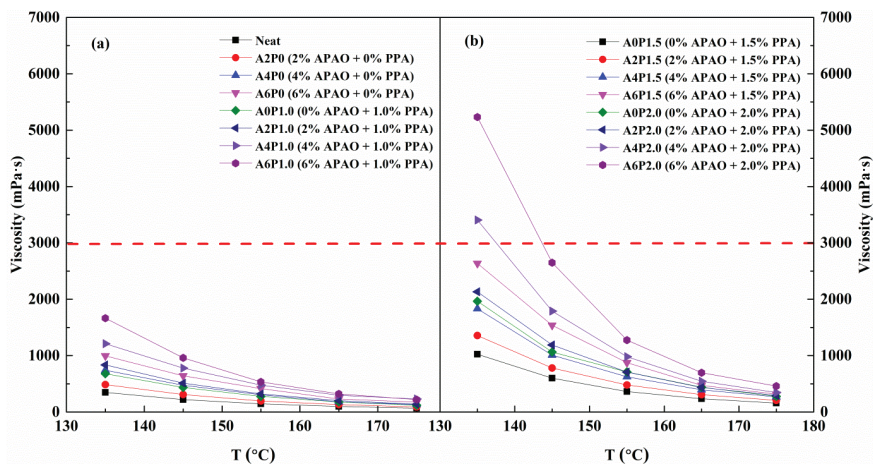 7000
6000
5000
4000
3000
2000
1000
0
Viscosity (mPa·s)
(a)
Neat
A2P0 (2% APAO + 0% PPA)
A4P0 (4% APAO + 0% PPA)
A6P0 (6% APAO + 0% PPA)
A0P1.0 (0% APAO + 1.0% PPA)
A2P1.0 (2% APAO + 1.0% PPA)
A4P1.0 (4% APAO + 1.0% PPA)
A6P1.0 (6% APAO + 1.0% PPA)
130 140 150 160 170
T (°C)
(b)
A0P1.5 (0% APAO + 1.5% PPA)
A2P1.5 (2% APAO + 1.5% PPA)
A4P1.5 (4% APAO + 1.5% PPA)
A6P1.5 (6% APAO + 1.5% PPA)
A0P2.0 (0% APAO + 2.0% PPA)
A2P2.0 (2% APAO + 2.0% PPA)
A4P2.0 (4% APAO + 2.0% PPA)
A6P2.0 (6% APAO + 2.0% PPA)
130 140 150 160 170 180
T (°C)
7000
6000
5000
4000
3000
2000
1000
0
Viscosity (mPa·s)